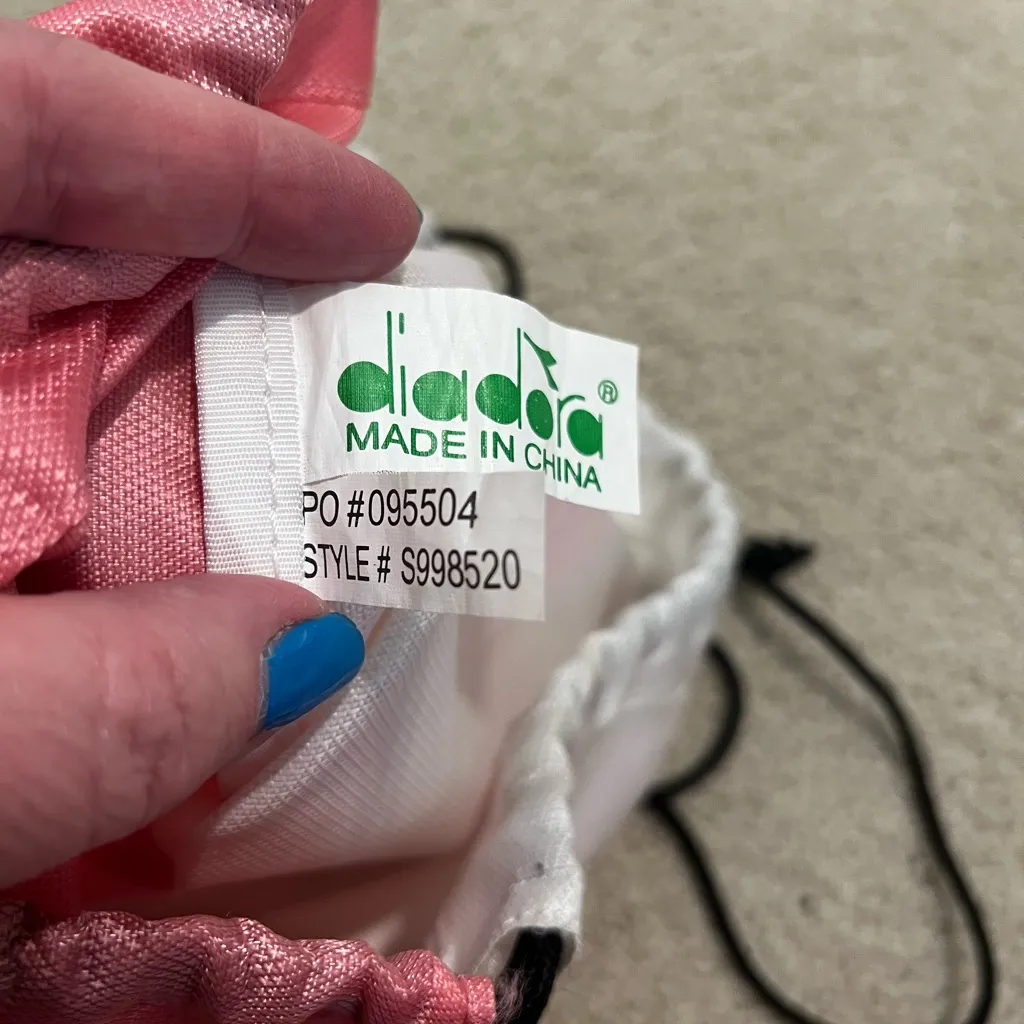 diadora®
MADE IN CHINA
PO #095504
STYLE # S998520